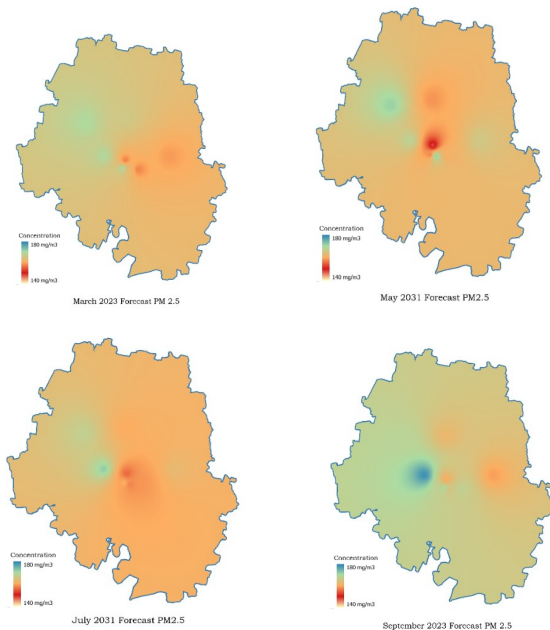 Concentration
180 mg/m3
140 mg/m3
March 2023 Forecast PM 2.5
Concentration
180 mg/m3
140 mg/m3
May 2031 Forecast PM2.5
Concentration
180 mg/m3
140 mg/m3
July 2031 Forecast PM2.5
Concentration
180 mg/m3
140 mg/m3
September 2023 Forecast PM 2.5